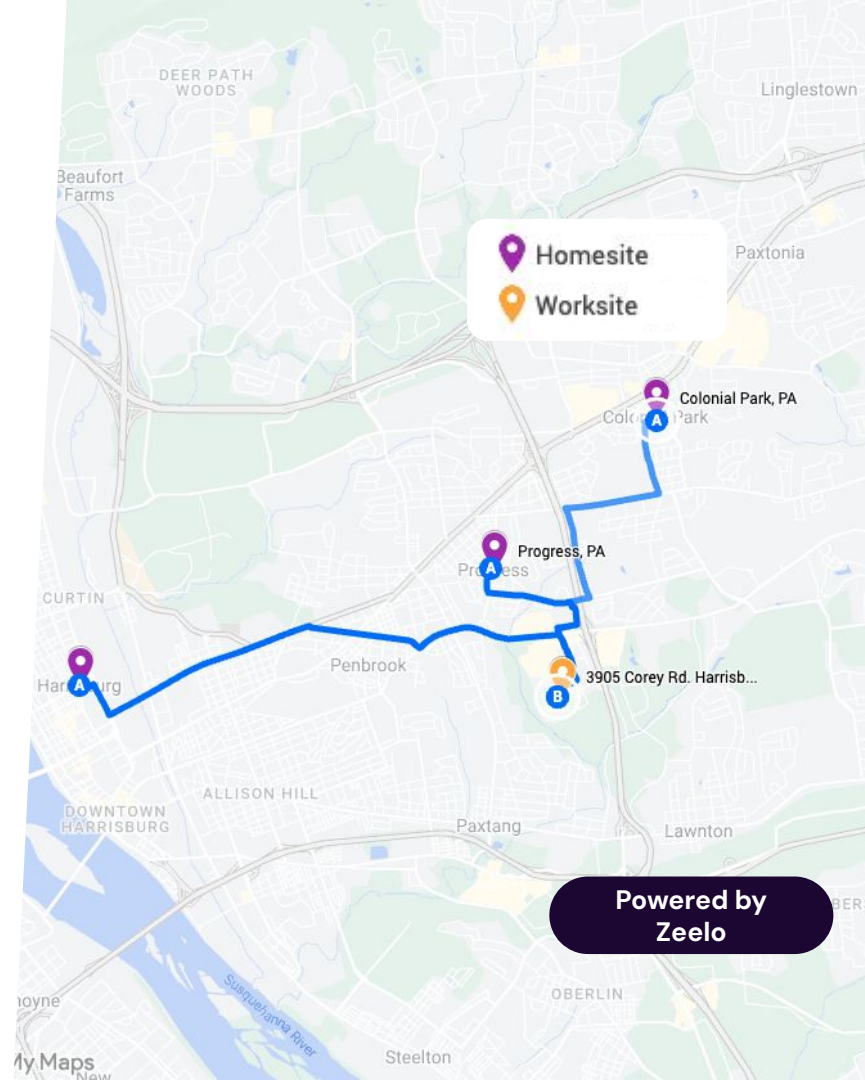 DEER PATH
WOODS
Linglestown
Beaufort
Farms
Paxtonia
Homesite
Worksite
Colonial Park, PA
A
Progress, PA
A
CURTIN
Penbrook
A
3905 Corey Rd. Harrisb...
B
ALLISON HILL
DOWNTOWN
HARRISBURG
Paxtang
Lawnton
Powered by
Zeelo
OBERLIN
Susquehanna River
Steelton
My Maps
New